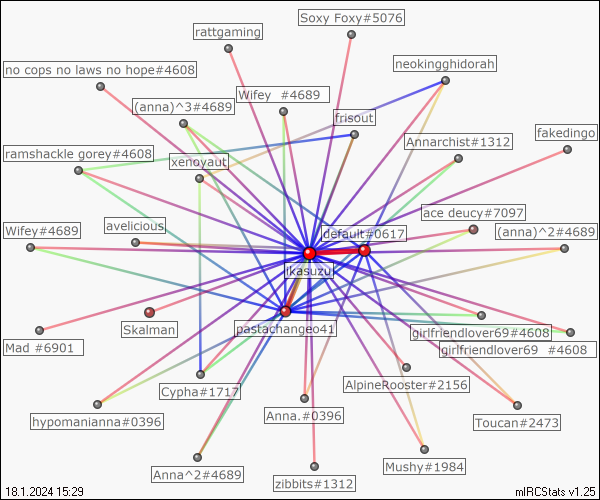 Soxy Foxy#5076
rattgaming
neokingghidorah
no cops no laws no hope#4608
Wifey #4689
(anna)^3#4689
frisout
fakedingo
Annarchist#1312
ramshackle gorey#4608
xenoyaut
ace deucy#7097
avelicious
Wifey#4689
default#0617
(anna)^2#4689
ikasuzu
Skalman
pastachangeo41
girlfriendlover69#4608
Mad #6901
girlfriendlover69 #4608
AlpineRooster#2156
Cypha#1717
Anna.#0396
hypomanianna#0396
Toucan#2473
Mushy#1984
Anna^2#4689
zibbits#1312
18.1.2024 15:29
mIRCStats v1.25